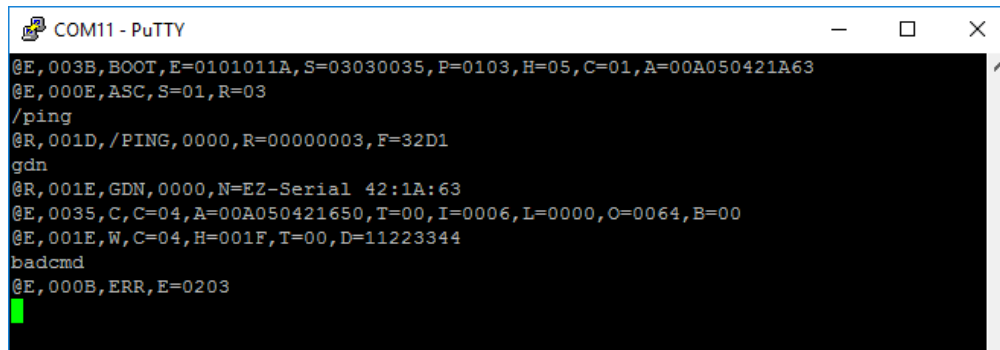 COM11 - PuTTY
@E,003B,BOOT,E=0101011A,S=03030035,P=0103,H=05,C=01,A=00A050421A63
@E,000E,ASC,S=01,R=03
/ping
@R,001D,/PING,0000,R=00000003,F=32D1
gdn
@R,001E,GDN,0000,N=EZ-Serial 42:1A:63
@E,0035,C,C=04,A=00A050421650,T=00,I=0006,L=0000,O=0064,B=00
@E,001E,W,C=04,H=001F,T=00,D=11223344
badcmd
@E,000B,ERR,E=0203